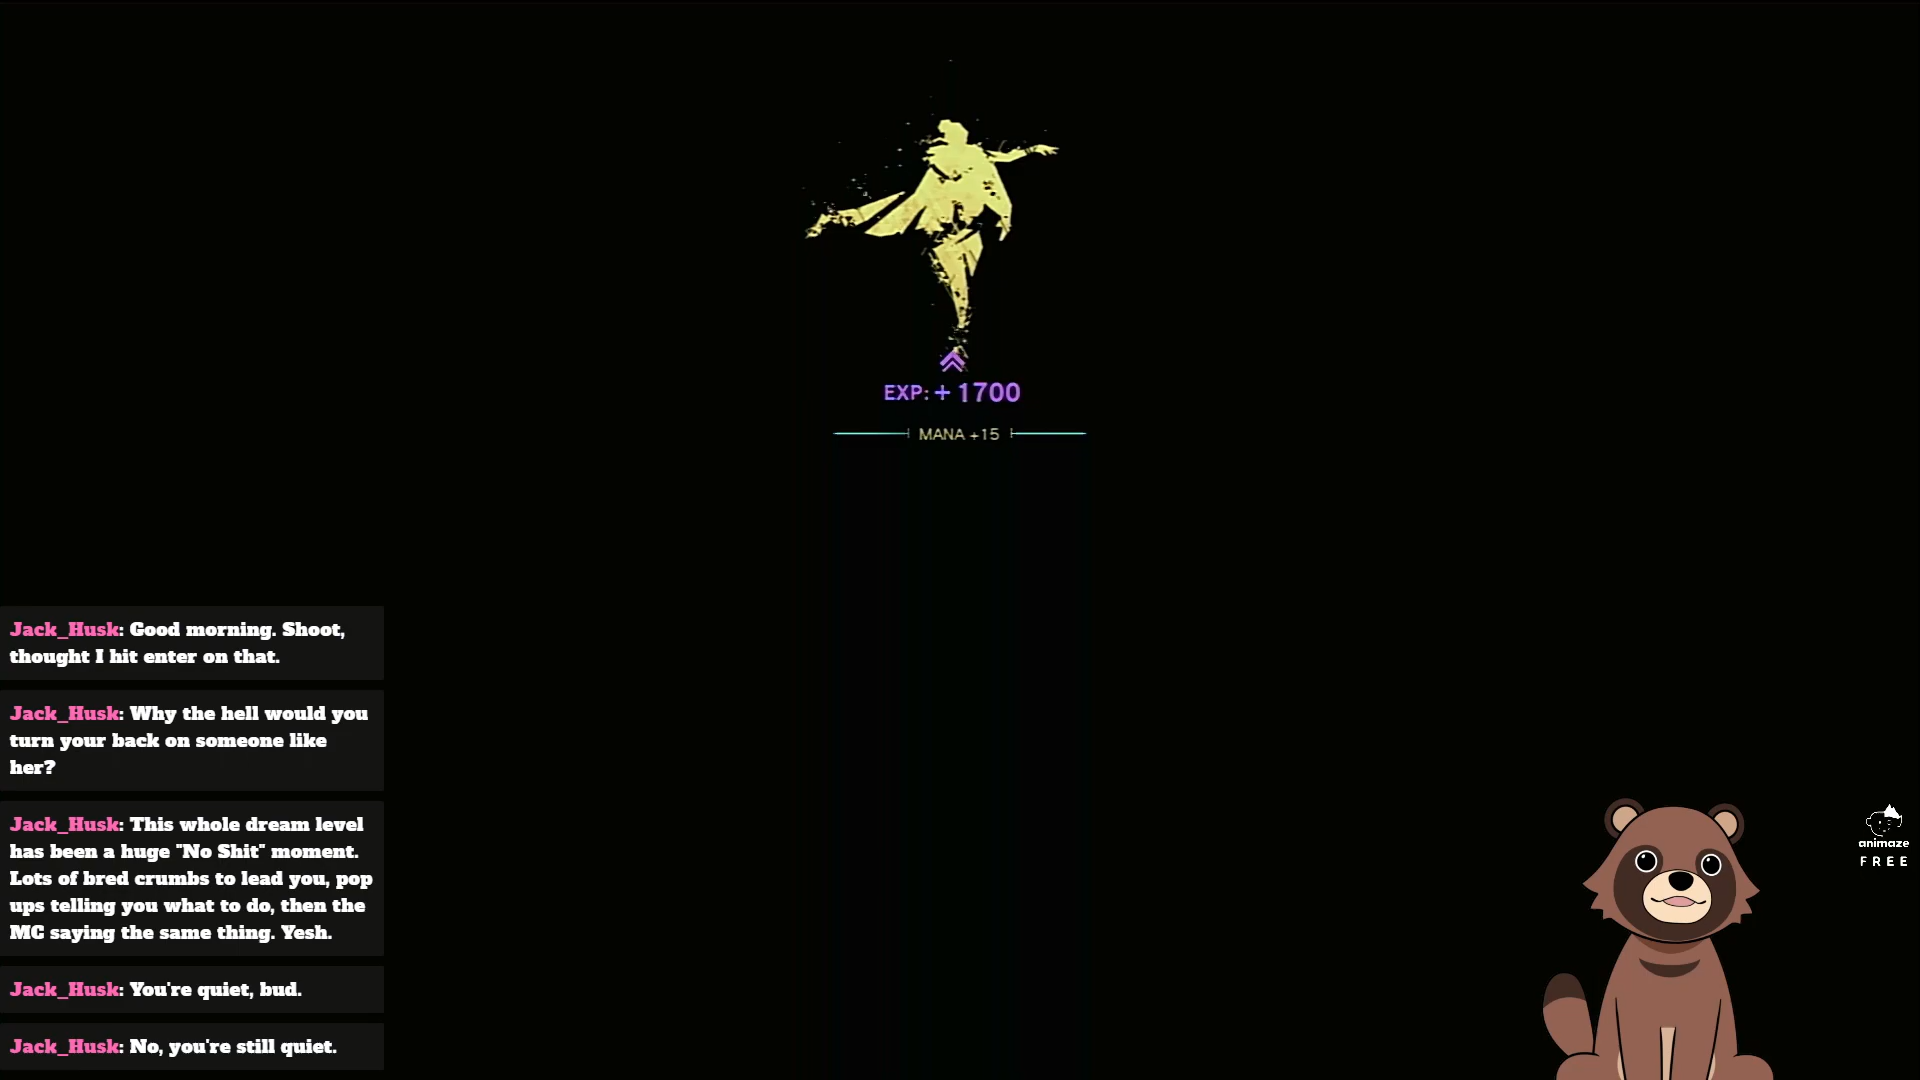 EXP: + 1700
MANA +15
Jack_Husk: Good morning. Shoot,
thought I hit enter on that.
Jack_Husk: Why the hell would you
turn your back on someone like
her?
Jack_Husk: This whole dream level
has been a huge "No Shit" moment.
Lots of bred crumbs to lead you, pop
ups telling you what to do, then the
MC saying the same thing. Yesh.
Jack_Husk: You're quiet, bud.
Jack_Husk: No, you're still quiet.
animaze
FREE